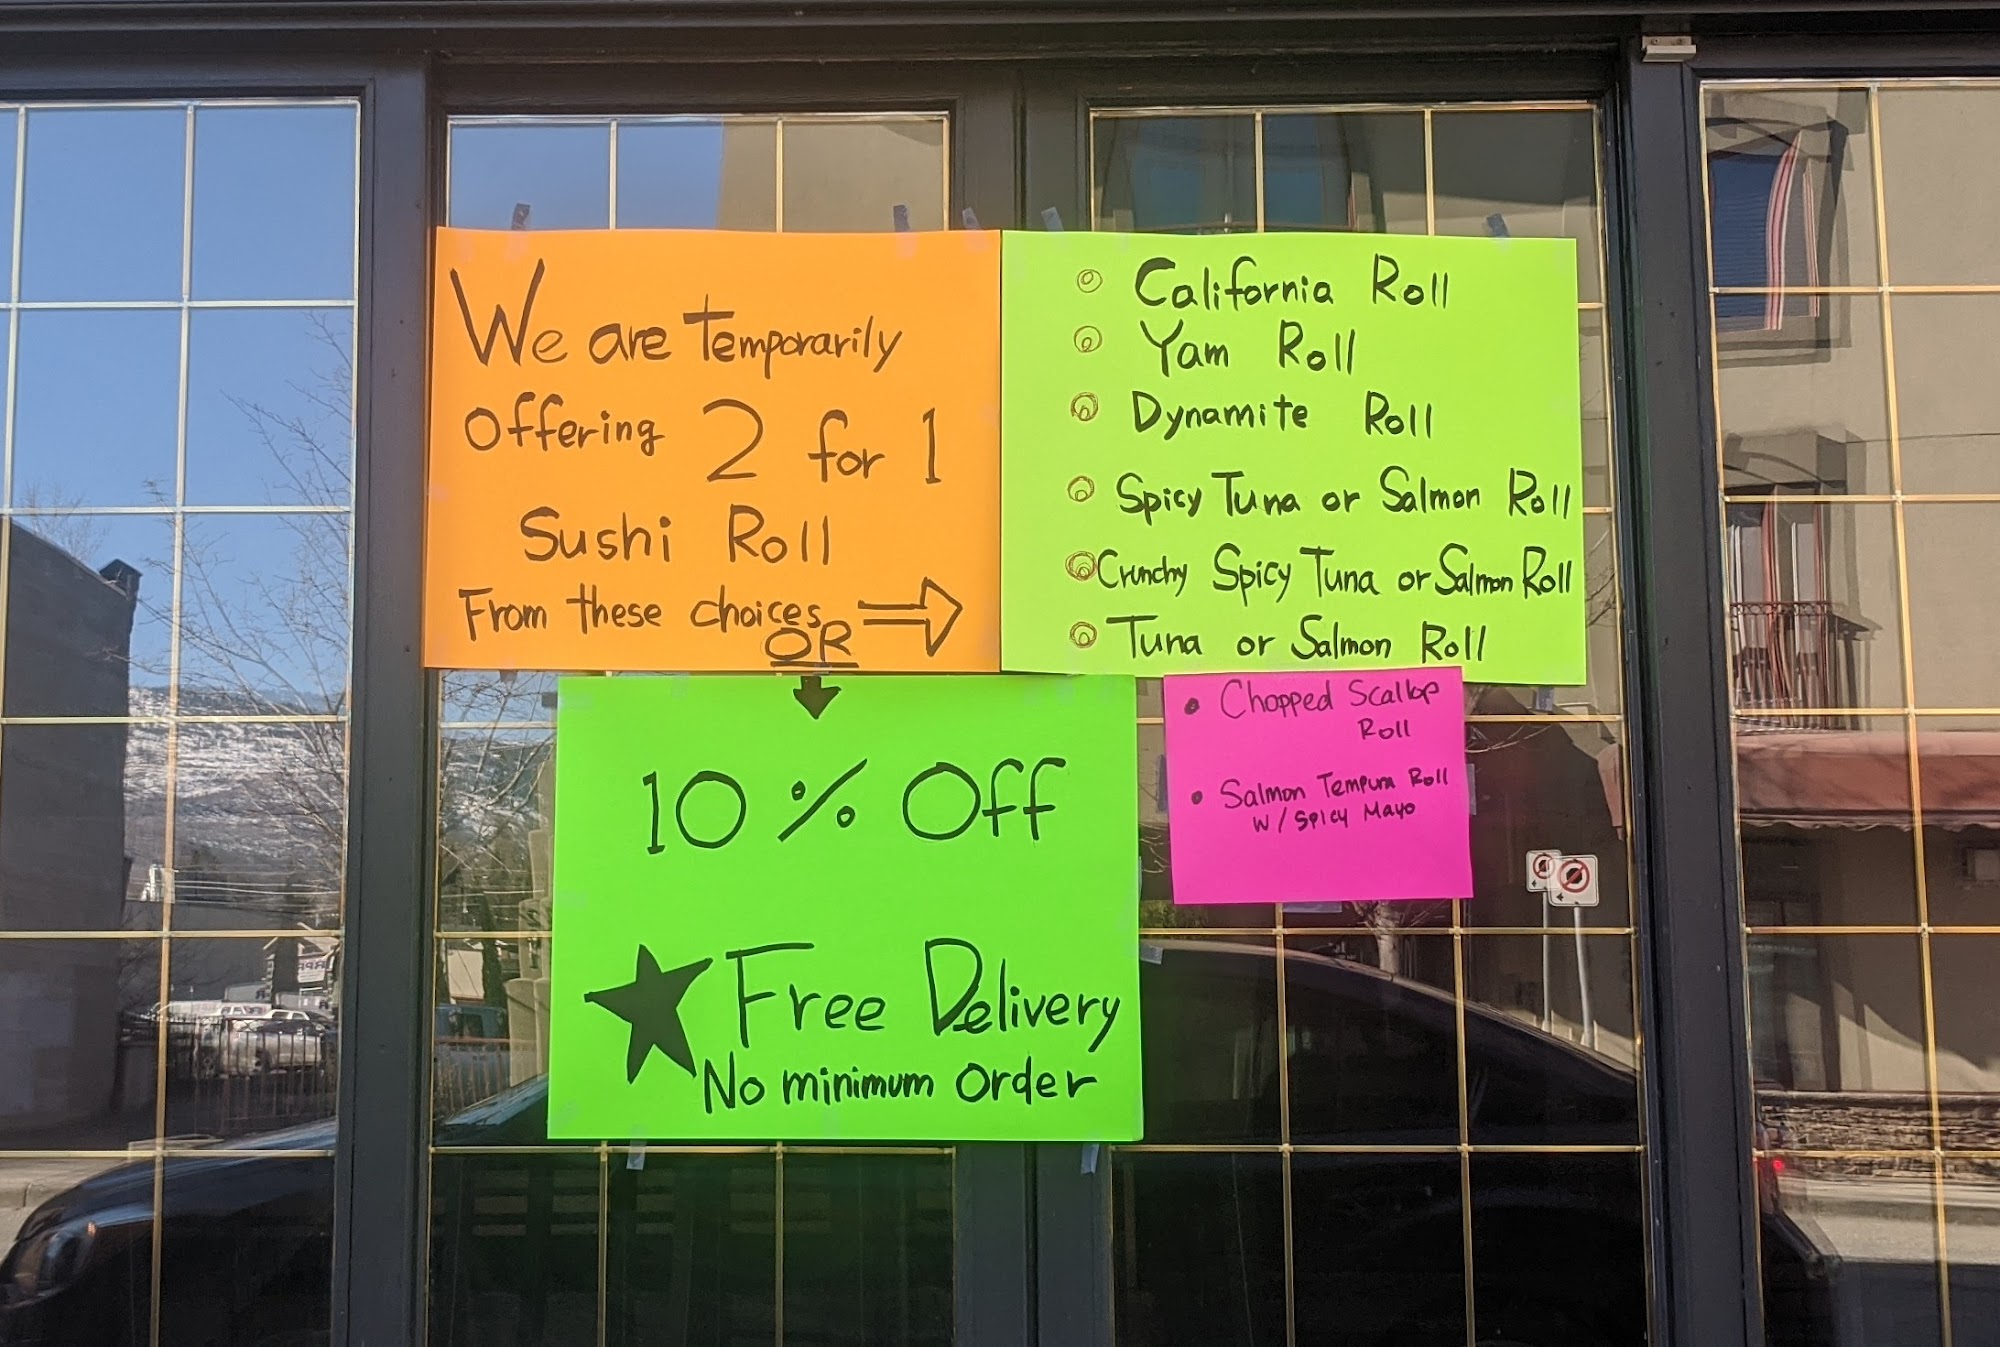 We are Temporarily
Offering 2 for 1
Sushi Roll
From these choices
OR
California Roll
Yam Roll
Dynamite Roll
Spicy Tuna or Salmon Roll
Crunchy Spicy Tuna or Salmon Roll
Tuna or Salmon Roll
Chopped Scallop
Roll
Salmon Tempura Roll
w/ Spicy Mayo
10 % Off
Free Delivery
No minimum order